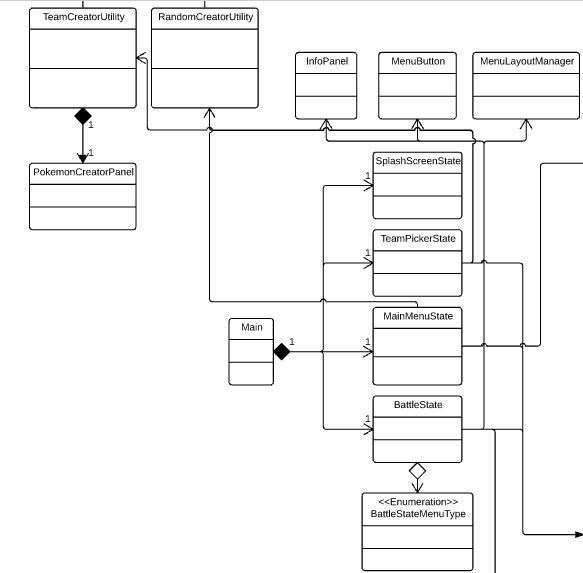 TeamCreatorUtility
RandomCreatorUtility
InfoPanel
MenuButton
MenuLayoutManager
1
1
PokemonCreatorPanel
SplashScreenState
1
TeamPickerState
1
MainMenuState
Main
1
1
BattleState
1
<<Enumeration>>
BattleStateMenuType